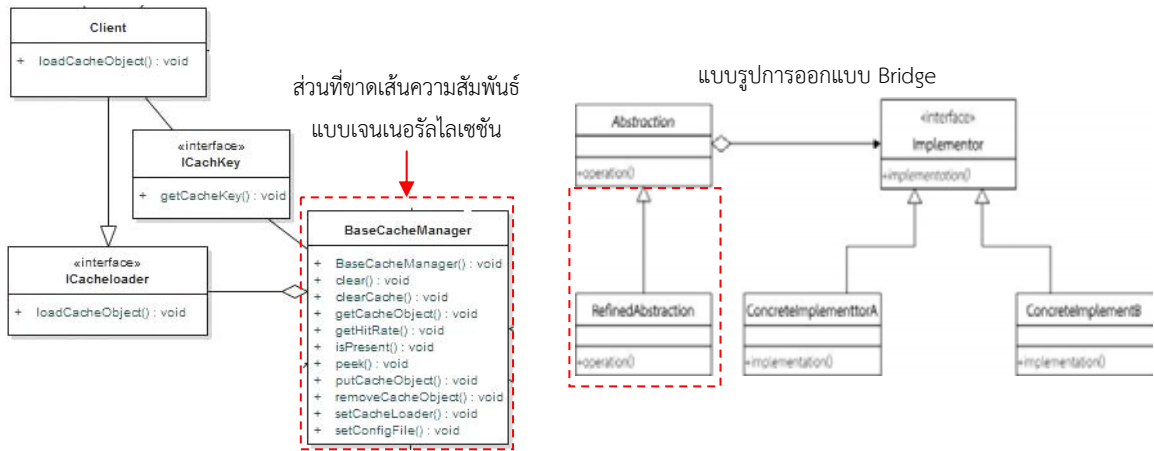 Client
+ loadCacheObject() : void
«interface»
ICachKey
+ getCacheKey() : void
«interface»
ICacheloader
+ loadCacheObject() : void
ส่วนที่ขาดเส้นความสัมพันธ์
แบบเจนเนอรัลไลเซชัน
BaseCacheManager
+ BaseCacheManager() : void
+ clear() : void
+ clearCache() : void
+ getCacheObject() : void
+ getHitRate() : void
+ isPresent() : void
+ peek() : void
+ putCacheObject() : void
+ removeCacheObject() : void
+ setCacheLoader() : void
+ setConfigFile() : void
แบบรูปการออกแบบ Bridge
Abstraction
+operation()
«interface»
Implementor
+implementation()
RefinedAbstraction
+operation()
ConcreteImplementtorA
+implementation()
ConcreteImplementB
+implementation()